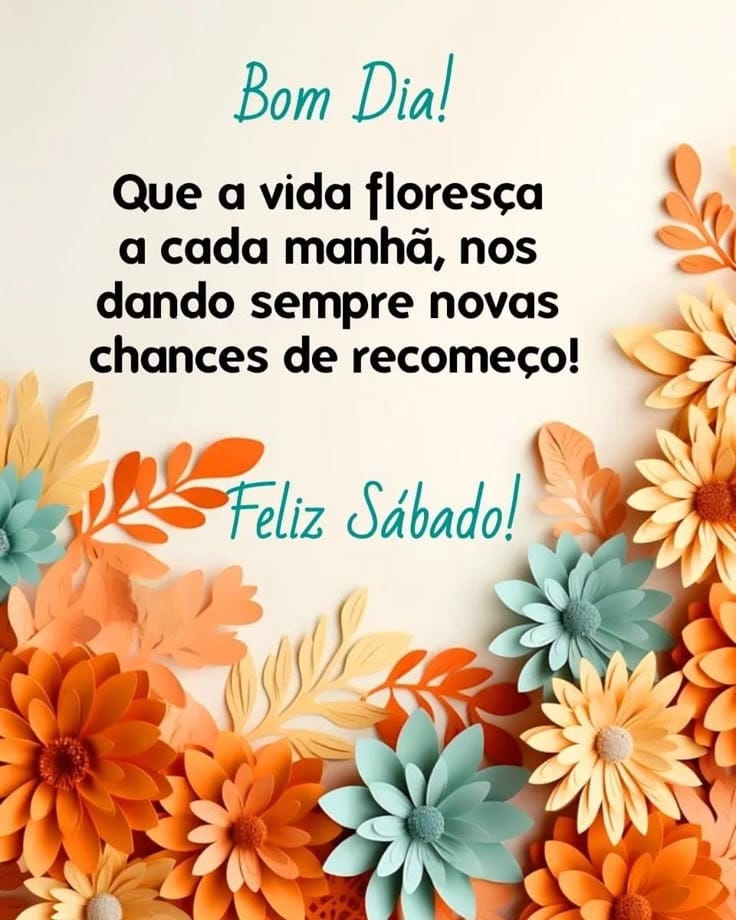 Bom Dia!
Que a vida floresça
a cada manhã, nos
dando sempre novas
chances de recomeço!
Feliz Sábado!